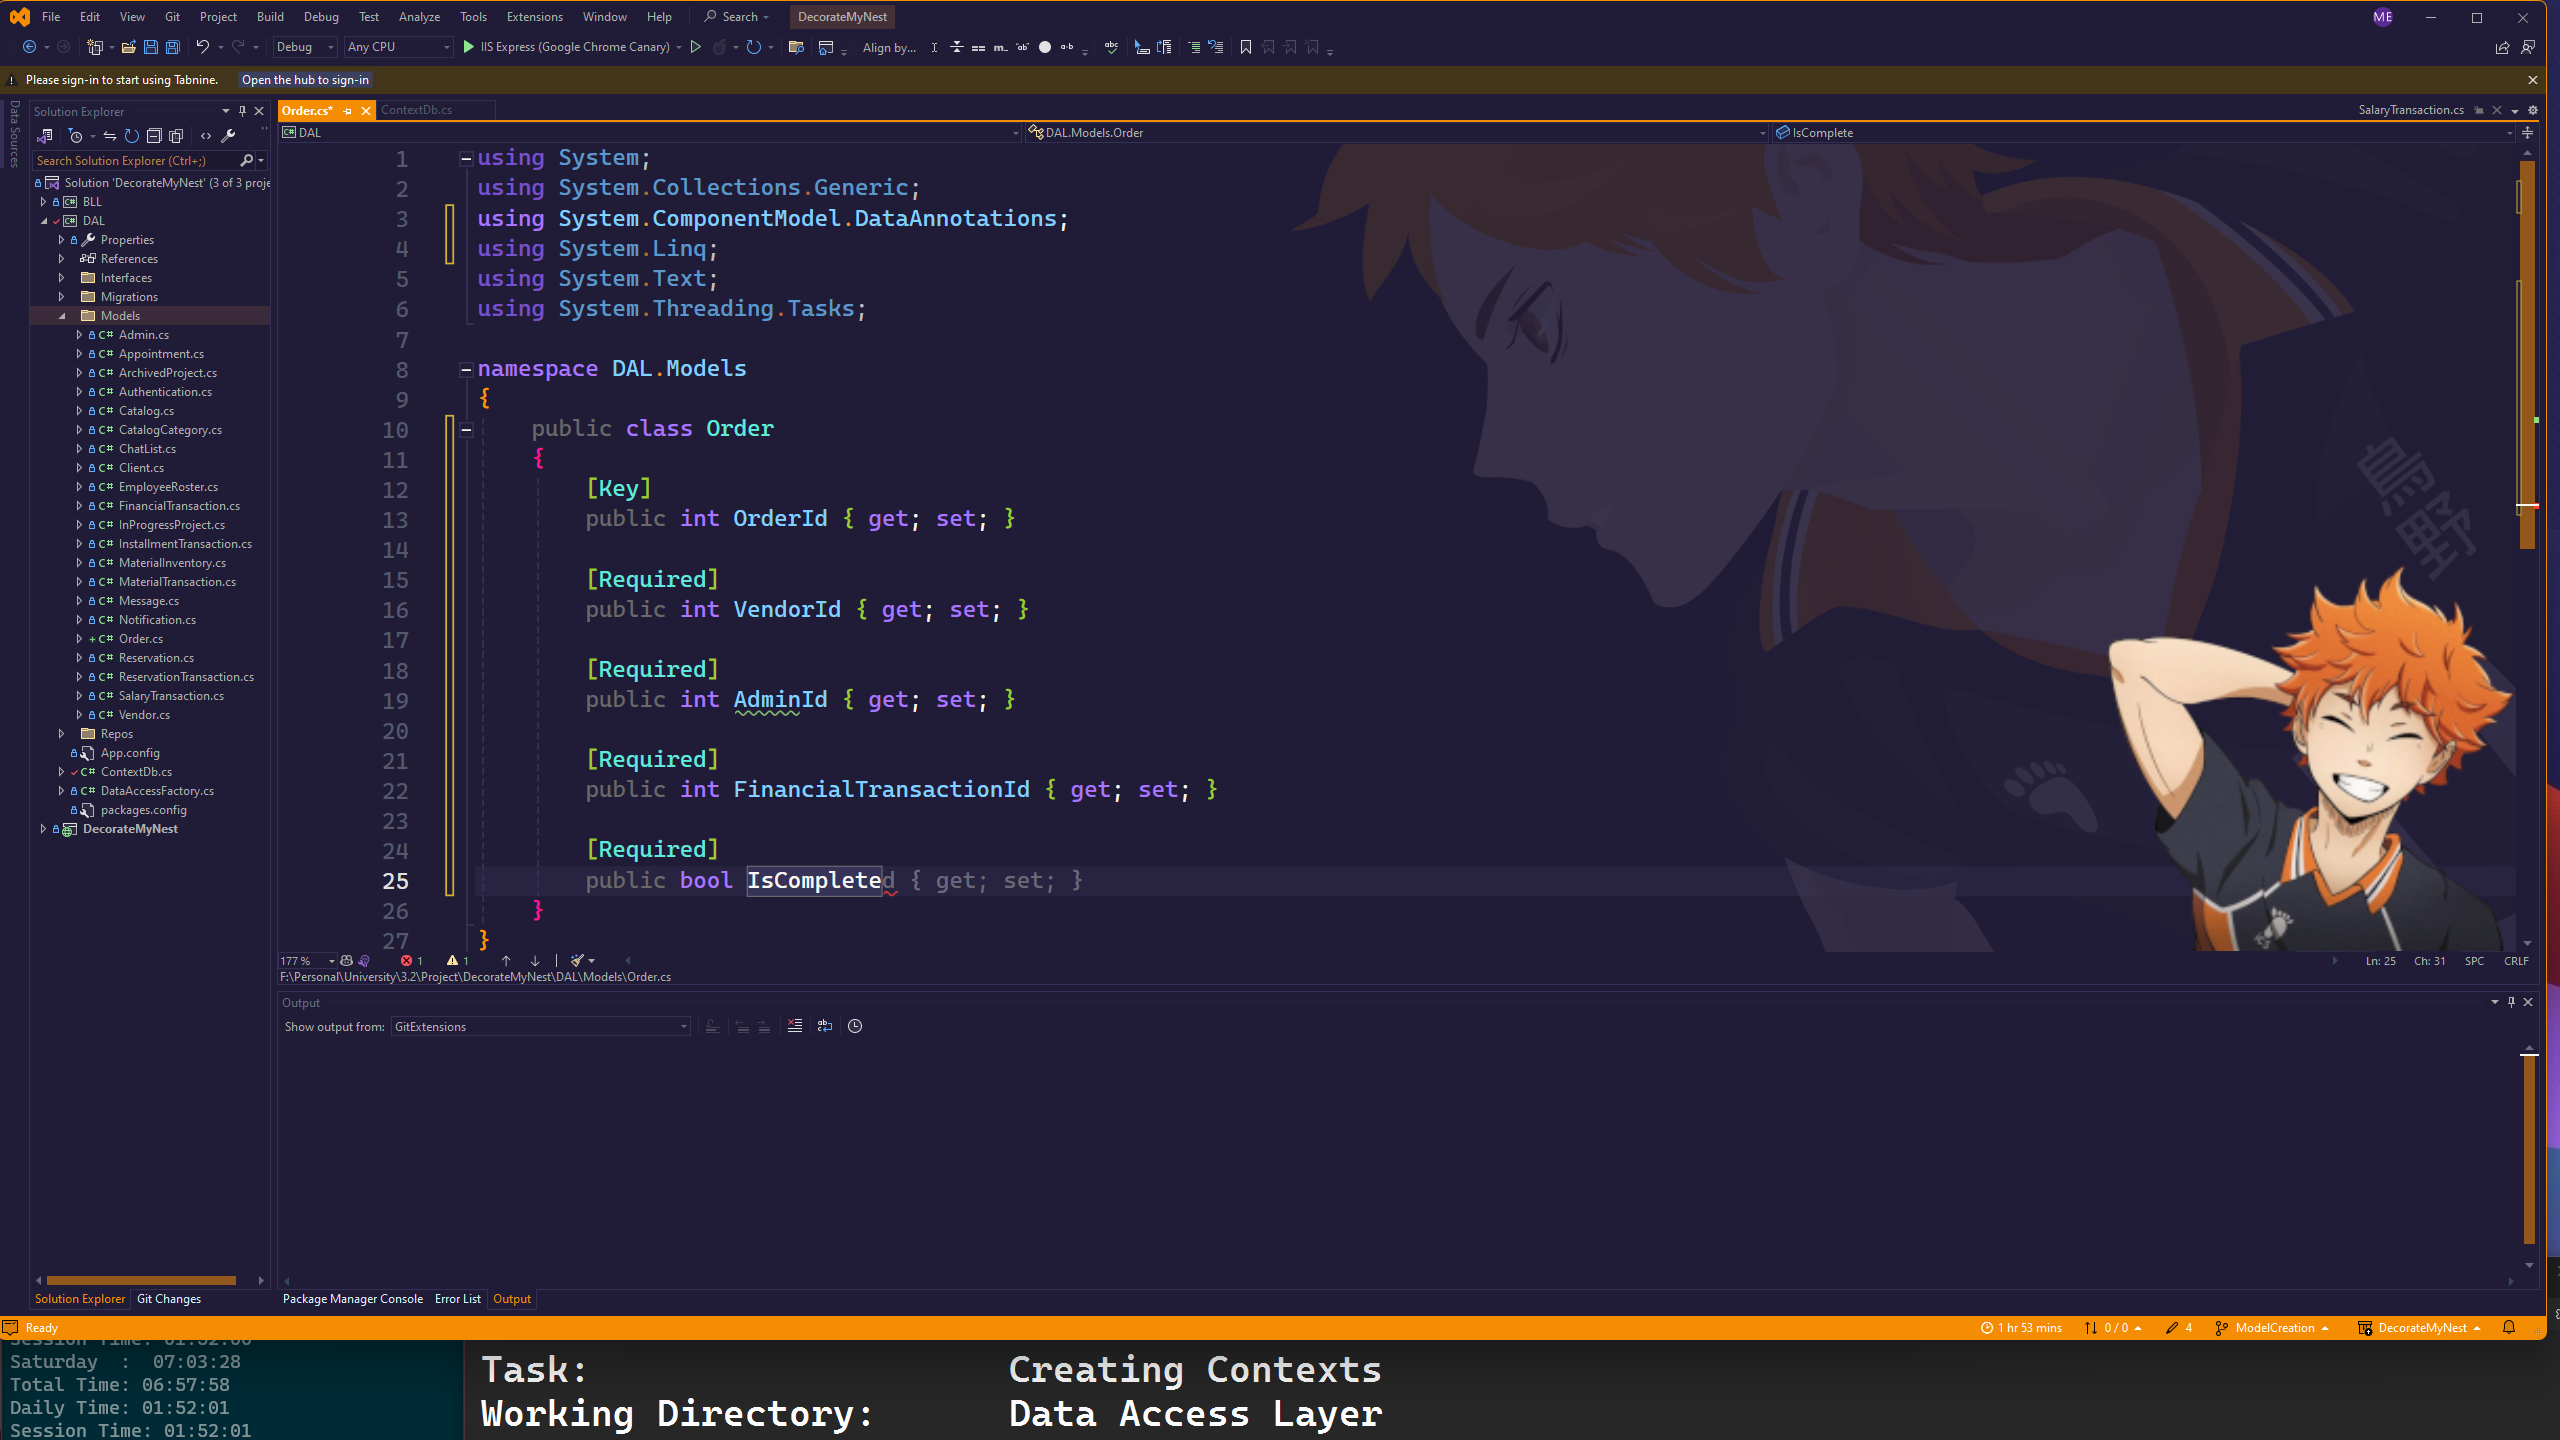 File Edit View Git Project Build Debug Test Analyze Tools Extensions Window Help Search DecorateMyNest ME
Debug Any CPU IIS Express (Google Chrome Canary) Align by...
Please sign-in to start using Tabnine. Open the hub to sign-in
Data Sources
Solution Explorer
Search Solution Explorer (Ctrl+;)
Solution 'DecorateMyNest' (3 of 3 proje
BLL
DAL
Properties
References
Interfaces
Migrations
Models
C# Admin.cs
C# Appointment.cs
C# ArchivedProject.cs
C# Authentication.cs
C# Catalog.cs
C# CatalogCategory.cs
C# ChatList.cs
C# Client.cs
C# EmployeeRoster.cs
C# FinancialTransaction.cs
C# InProgressProject.cs
C# InstallmentTransaction.cs
C# MaterialInventory.cs
C# MaterialTransaction.cs
C# Message.cs
C# Notification.cs
C# Order.cs
C# Reservation.cs
C# ReservationTransaction.cs
C# SalaryTransaction.cs
C# Vendor.cs
Repos
App.config
C# ContextDb.cs
C# DataAccessFactory.cs
packages.config
DecorateMyNest
Solution Explorer Git Changes
Order.cs* ContextDb.cs SalaryTransaction.cs
DAL DAL.Models.Order IsComplete
1 using System;
2 using System.Collections.Generic;
3 using System.ComponentModel.DataAnnotations;
4 using System.Linq;
5 using System.Text;
6 using System.Threading.Tasks;
7
8 namespace DAL.Models
9 {
10 public class Order
11 {
12 [Key]
13 public int OrderId { get; set; }
14
15 [Required]
16 public int VendorId { get; set; }
17
18 [Required]
19 public int AdminId { get; set; }
20
21 [Required]
22 public int FinancialTransactionId { get; set; }
23
24 [Required]
25 public bool IsCompleted { get; set; }
26 }
27 }
烏野
177 % 1 1 Ln: 25 Ch: 31 SPC CRLF
F:\Personal\University\3.2\Project\DecorateMyNest\DAL\Models\Order.cs
Output
Show output from: GitExtensions
Package Manager Console Error List Output
Ready 1 hr 53 mins 0 / 0 4 ModelCreation DecorateMyNest
Session Time: 01:52:00
Saturday : 07:03:28
Total Time: 06:57:58
Daily Time: 01:52:01
Session Time: 01:52:01
Task: Creating Contexts
Working Directory: Data Access Layer